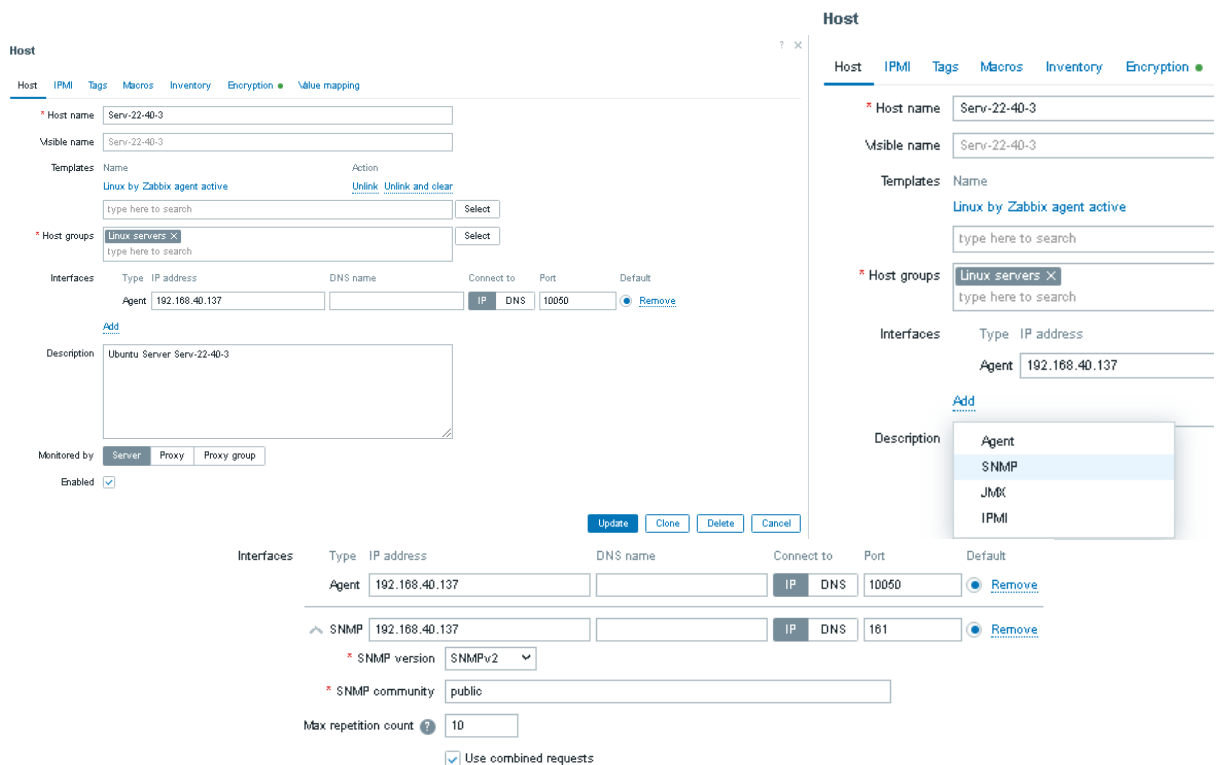 Host
? ×
Host IPMI Tags Macros Inventory Encryption Value mapping
* Host name Serv-22-40-3
Visible name Serv-22-40-3
Templates Name Action
Linux by Zabbix agent active Unlink Unlink and clear
type here to search Select
* Host groups Linux servers × Select
type here to search
Interfaces Type IP address DNS name Connect to Port Default
Agent 192.168.40.137 IP DNS 10050 Remove
Add
Description Ubuntu Server Serv-22-40-3
Monitored by Server Proxy Proxy group
Enabled
Update Clone Delete Cancel
Host
Host IPMI Tags Macros Inventory Encryption
* Host name Serv-22-40-3
Visible name Serv-22-40-3
Templates Name
Linux by Zabbix agent active
type here to search
* Host groups Linux servers ×
type here to search
Interfaces Type IP address
Agent 192.168.40.137
Add
Description
Agent
SNMP
JMX
IPMI
Interfaces Type IP address DNS name Connect to Port Default
Agent 192.168.40.137 IP DNS 10050 Remove
SNMP 192.168.40.137 IP DNS 161 Remove
* SNMP version SNMPv2
* SNMP community public
Max repetition count ? 10
Use combined requests